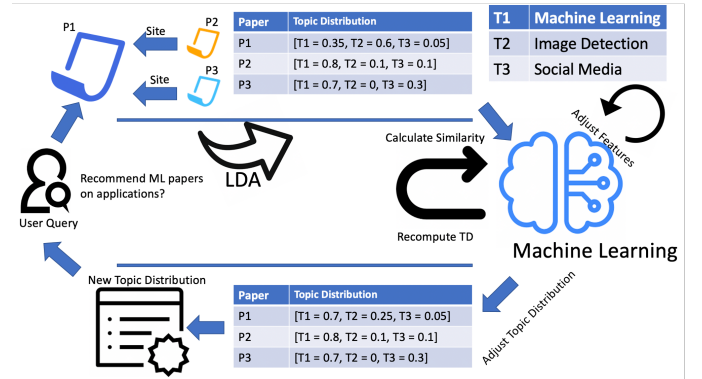 P1
Site
P2
Site
P3
Paper Topic Distribution
P1 [T1 = 0.35, T2 = 0.6, T3 = 0.05]
P2 [T1 = 0.8, T2 = 0.1, T3 = 0.1]
P3 [T1 = 0.7, T2 = 0, T3 = 0.3]
T1 Machine Learning
T2 Image Detection
T3 Social Media
Adjust Features
Calculate Similarity
LDA
Recommend ML papers
on applications?
User Query
Recompute TD
Machine Learning
New Topic Distribution
Paper Topic Distribution
P1 [T1 = 0.7, T2 = 0.25, T3 = 0.05]
P2 [T1 = 0.8, T2 = 0.1, T3 = 0.1]
P3 [T1 = 0.7, T2 = 0, T3 = 0.3]
Adjust Topic Distribution